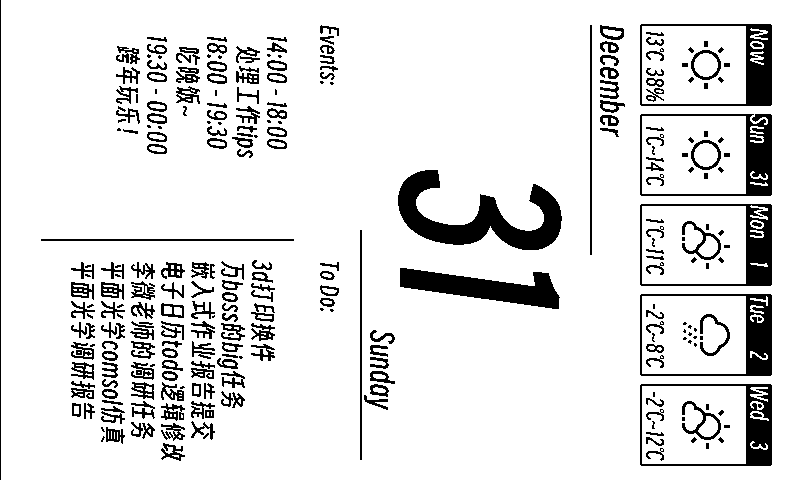 Now
13℃ 38%
Sun 31
1℃~14℃
Mon 1
1℃~11℃
Tue 2
-2℃~8℃
Wed 3
-2℃~12℃
December
31
Sunday
Events:
14:00 - 18:00
处理工作tips
18:00 - 19:30
吃晚饭~
19:30 - 00:00
跨年玩乐！
To Do:
3d打印换件
万boss的big任务
嵌入式作业报告提交
电子日历todo逻辑修改
李微老师的调研任务
平面光学comsol仿真
平面光学调研报告